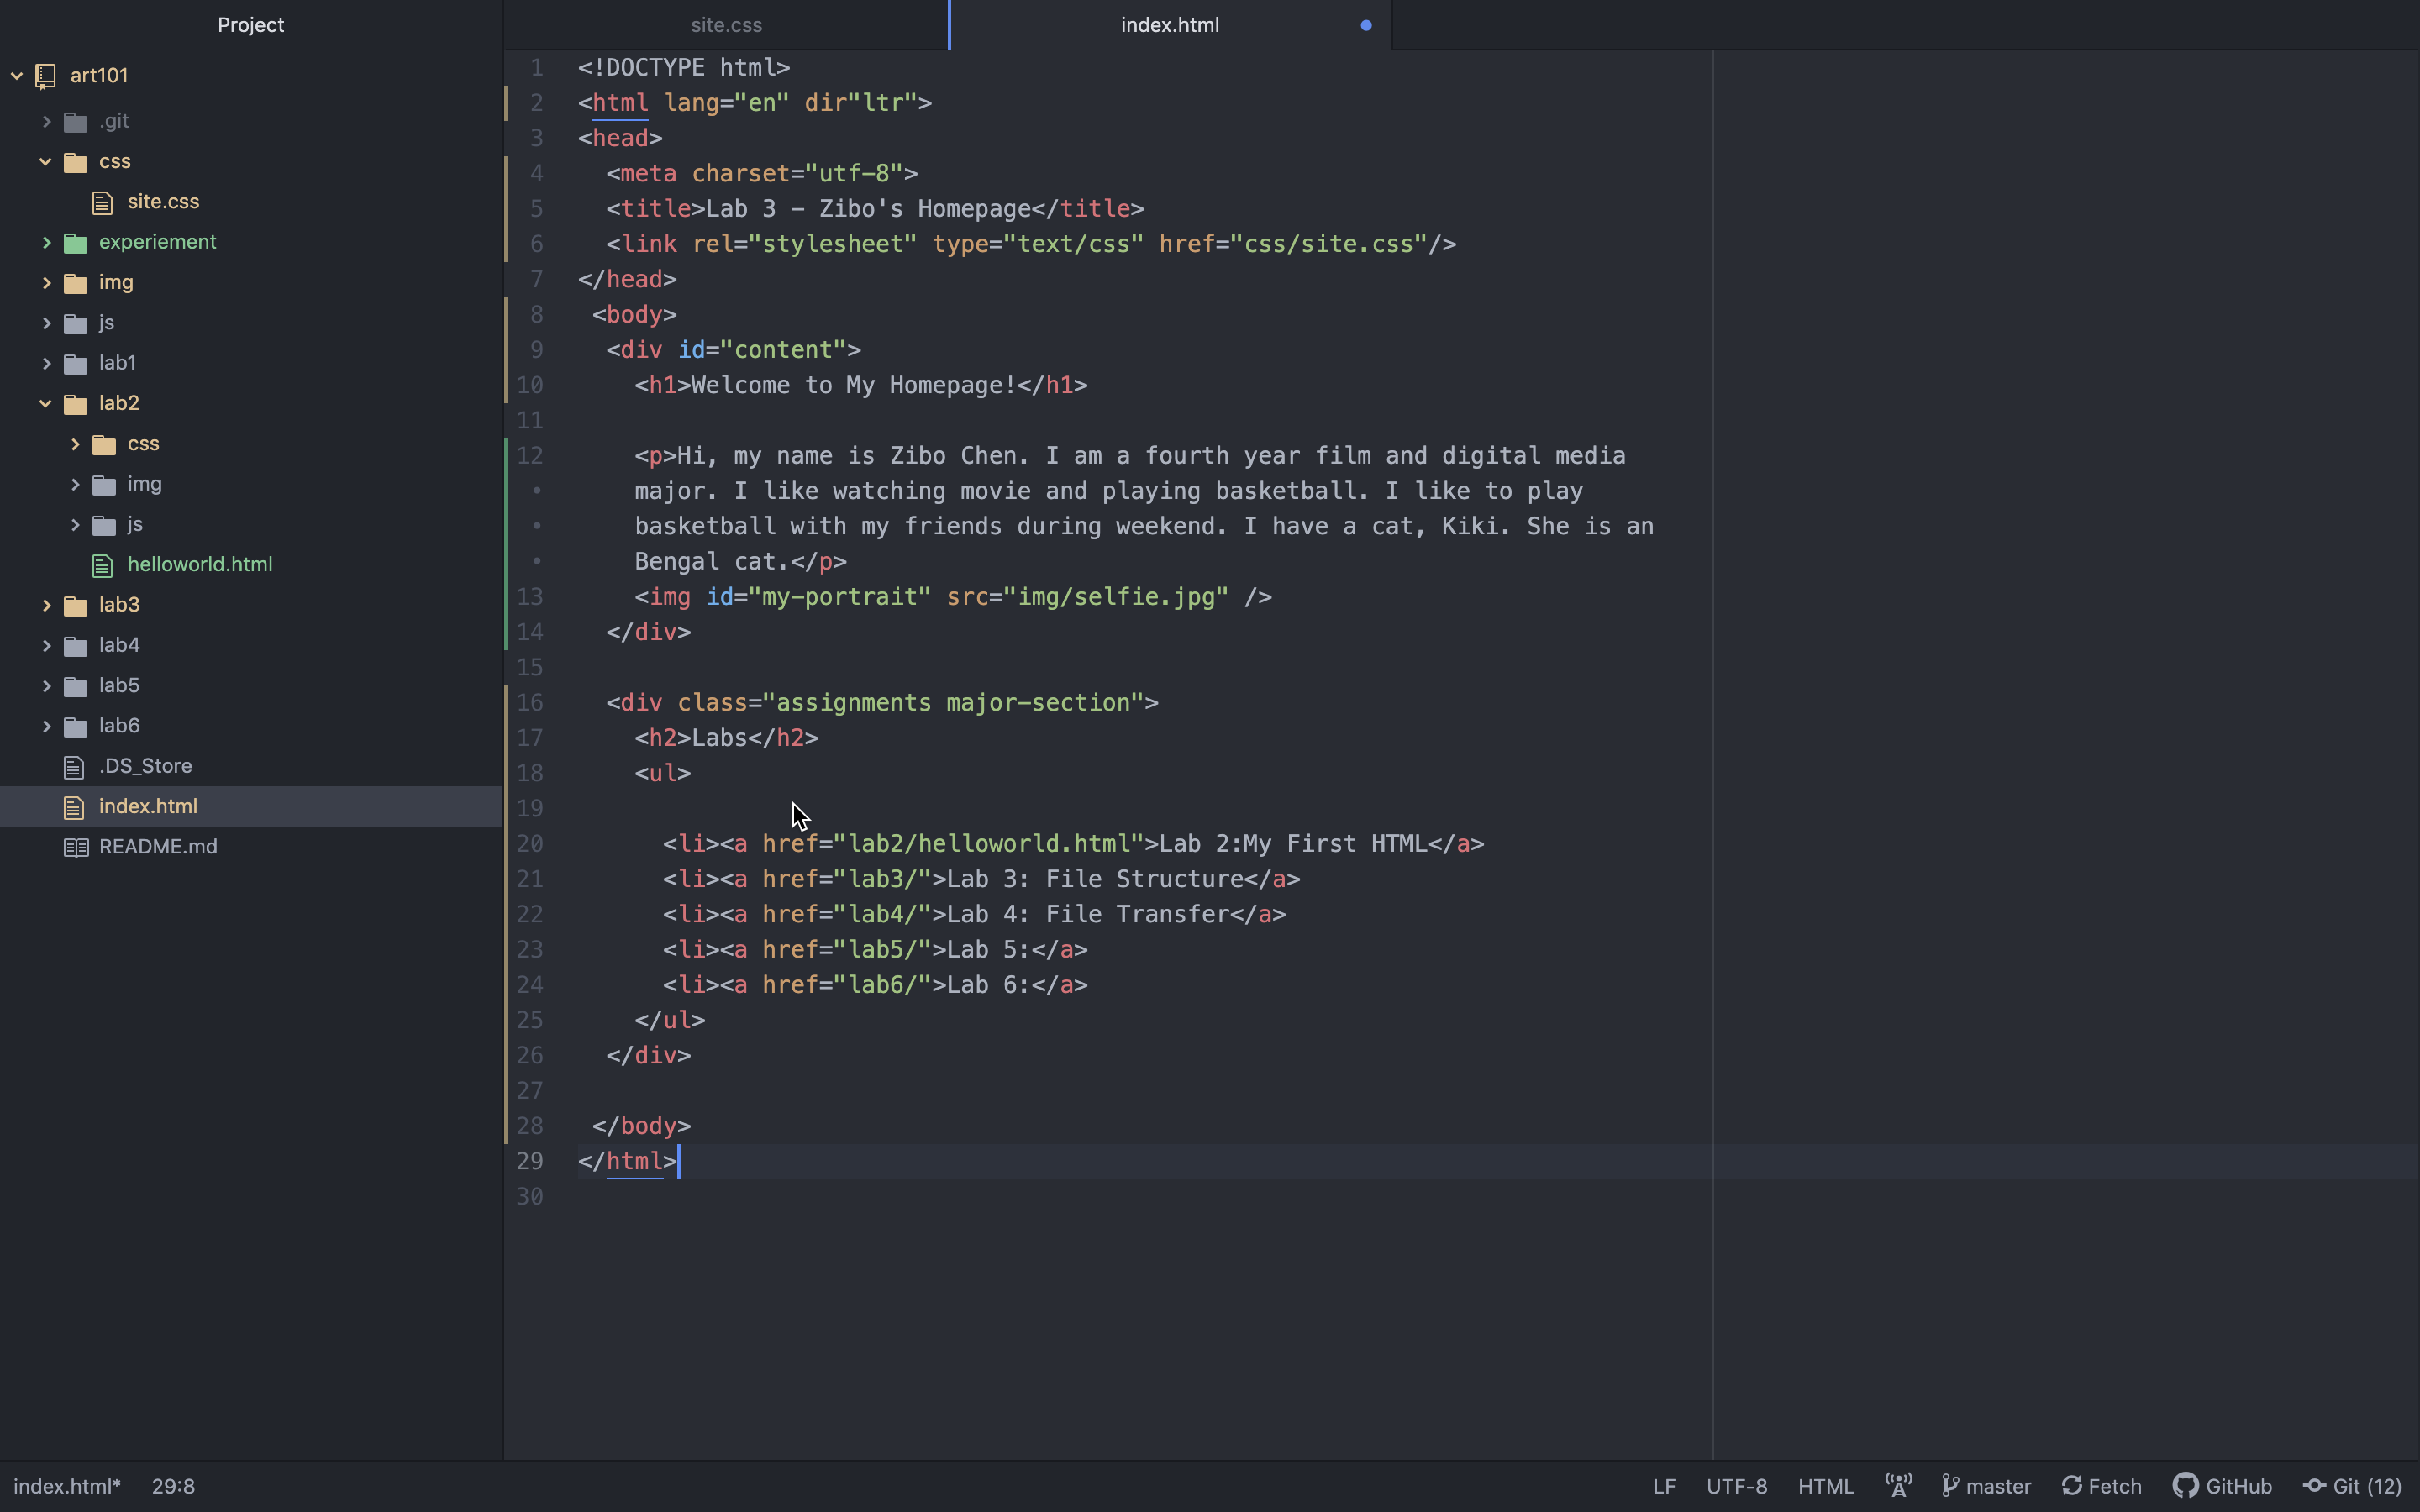 Project
art101
.git
css
site.css
experiement
img
js
lab1
lab2
css
img
js
helloworld.html
lab3
lab4
lab5
lab6
.DS_Store
index.html
README.md
site.css
index.html
1 <!DOCTYPE html>
2 <html lang="en" dir"ltr">
3 <head>
4 <meta charset="utf-8">
5 <title>Lab 3 – Zibo's Homepage</title>
6 <link rel="stylesheet" type="text/css" href="css/site.css"/>
7 </head>
8 <body>
9 <div id="content">
10 <h1>Welcome to My Homepage!</h1>
11
12 <p>Hi, my name is Zibo Chen. I am a fourth year film and digital media
• major. I like watching movie and playing basketball. I like to play
• basketball with my friends during weekend. I have a cat, Kiki. She is an
• Bengal cat.</p>
13 <img id="my-portrait" src="img/selfie.jpg" />
14 </div>
15
16 <div class="assignments major-section">
17 <h2>Labs</h2>
18 <ul>
19
20 <li><a href="lab2/helloworld.html">Lab 2:My First HTML</a>
21 <li><a href="lab3/">Lab 3: File Structure</a>
22 <li><a href="lab4/">Lab 4: File Transfer</a>
23 <li><a href="lab5/">Lab 5:</a>
24 <li><a href="lab6/">Lab 6:</a>
25 </ul>
26 </div>
27
28 </body>
29 </html>
30
index.html* 29:8 LF UTF-8 HTML master Fetch GitHub Git (12)